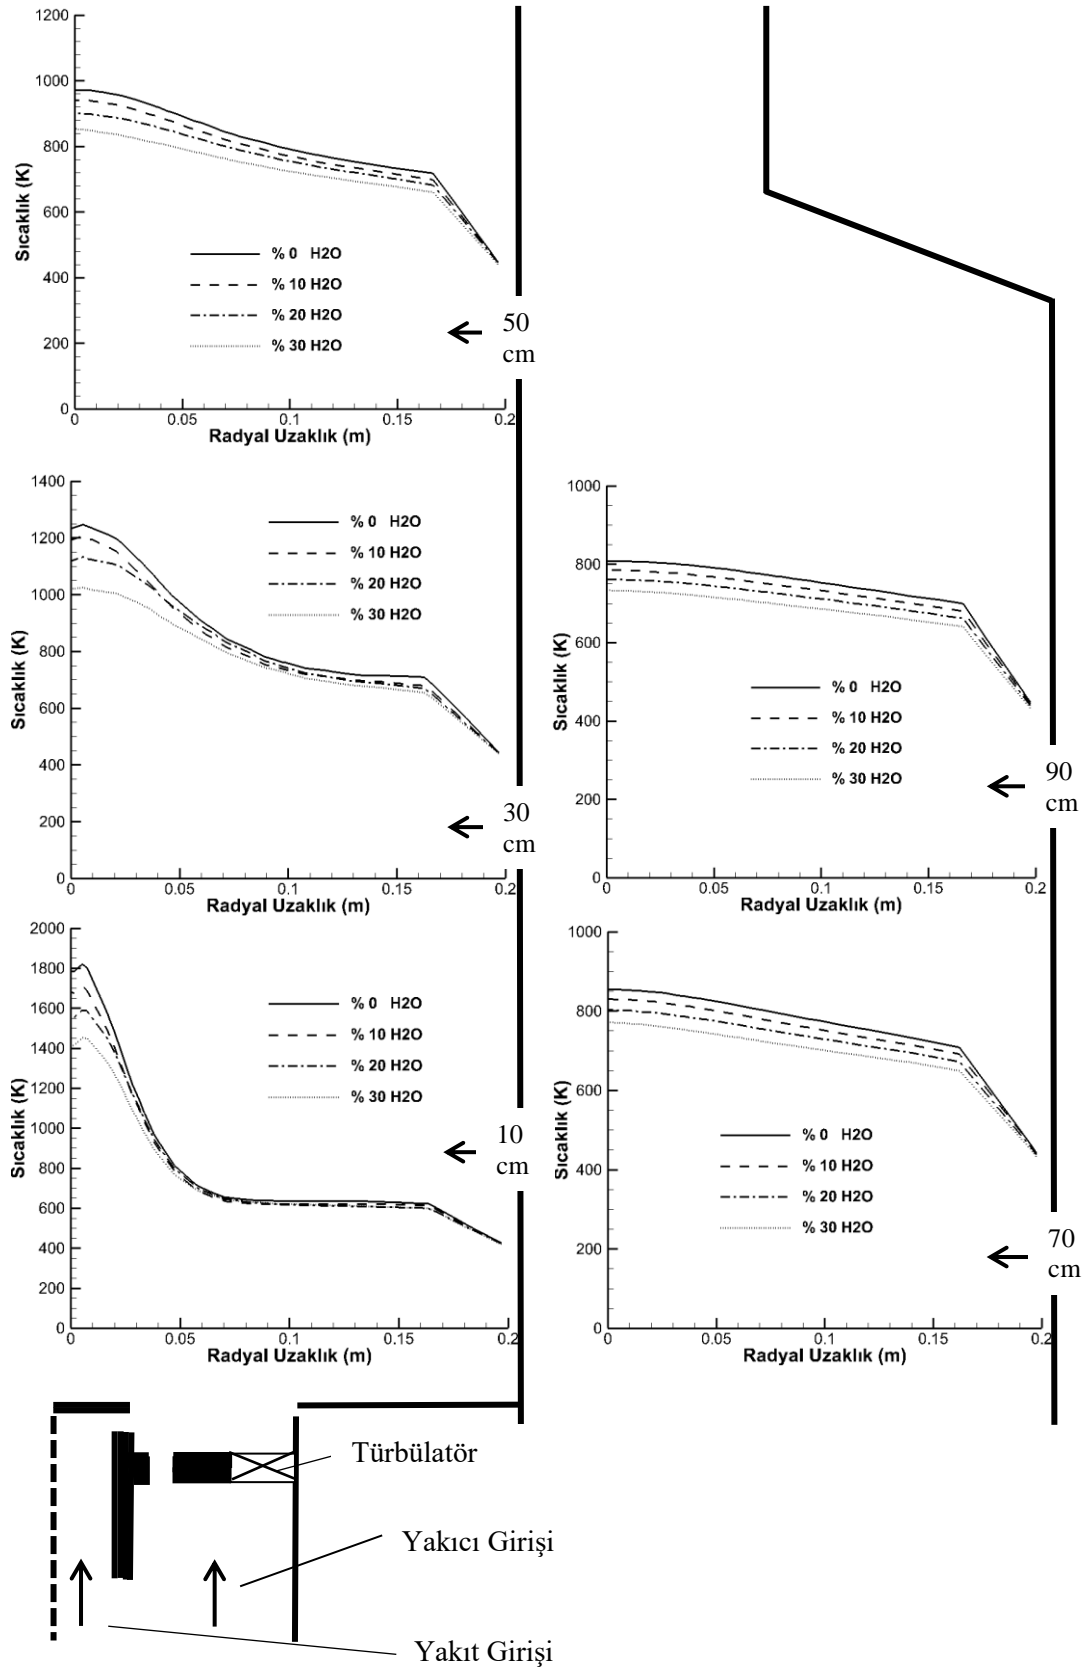 1200
1000
800
600
400
200
0
Sıcaklık (K)
% 0 H2O
% 10 H2O
% 20 H2O
% 30 H2O
0 0.05 0.1 0.15 0.2
Radyal Uzaklık (m)
50
cm
1400
1200
1000
800
600
400
200
0
Sıcaklık (K)
% 0 H2O
% 10 H2O
% 20 H2O
% 30 H2O
0 0.05 0.1 0.15 0.2
Radyal Uzaklık (m)
30
cm
1000
800
600
400
200
0
Sıcaklık (K)
% 0 H2O
% 10 H2O
% 20 H2O
% 30 H2O
0 0.05 0.1 0.15 0.2
Radyal Uzaklık (m)
90
cm
2000
1800
1600
1400
1200
1000
800
600
400
200
0
Sıcaklık (K)
% 0 H2O
% 10 H2O
% 20 H2O
% 30 H2O
0 0.05 0.1 0.15 0.2
Radyal Uzaklık (m)
10
cm
1000
800
600
400
200
0
Sıcaklık (K)
% 0 H2O
% 10 H2O
% 20 H2O
% 30 H2O
0 0.05 0.1 0.15 0.2
Radyal Uzaklık (m)
70
cm
Türbülatör
Yakıcı Girişi
Yakıt Girişi